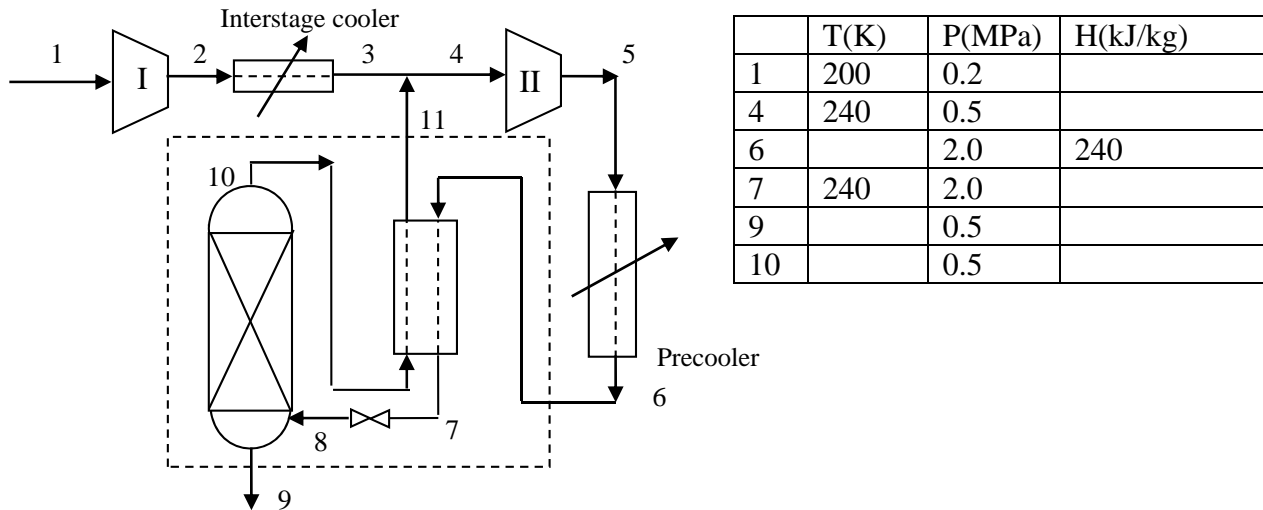 Interstage cooler
1
2
3
4
5
I
II
11
10
Precooler
6
7
8
9
T(K) P(MPa) H(kJ/kg)
1 200 0.2
4 240 0.5
6 2.0 240
7 240 2.0
9 0.5
10 0.5